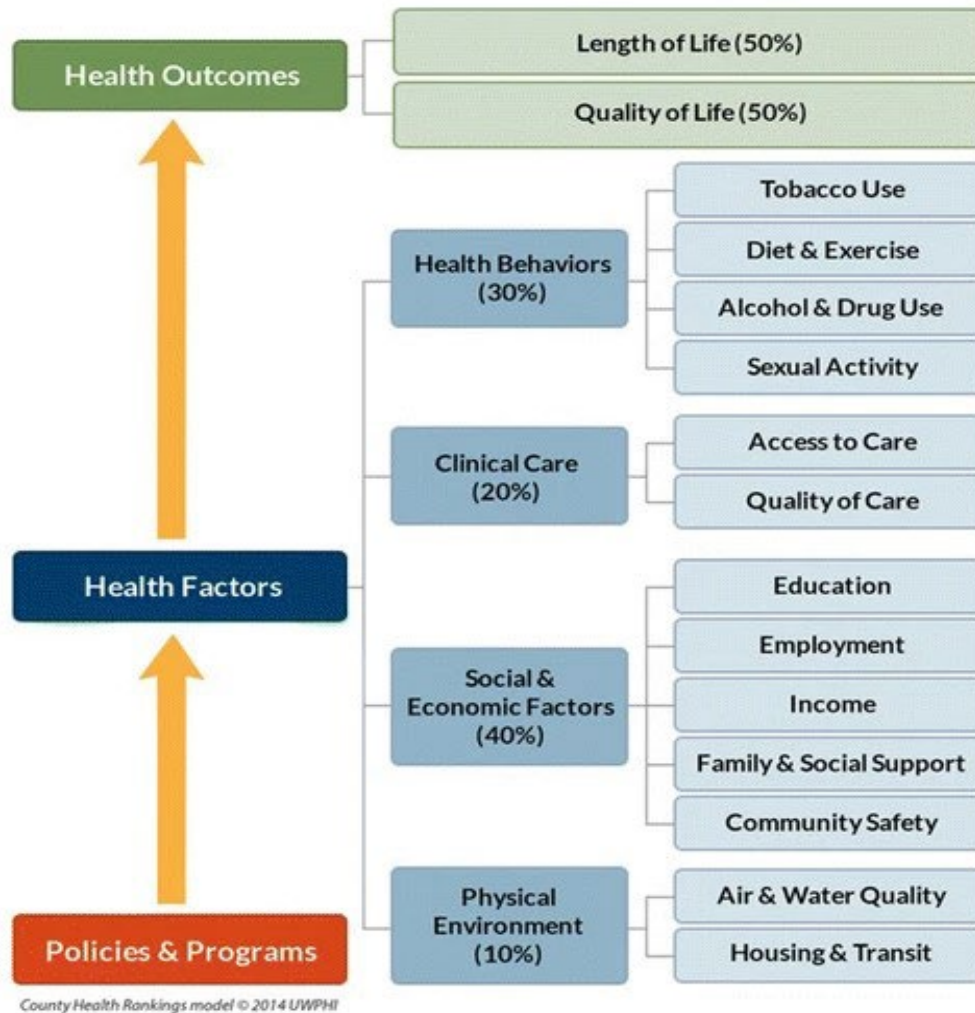 Health Outcomes
Length of Life (50%)
Quality of Life (50%)
Health Behaviors
(30%)
Tobacco Use
Diet & Exercise
Alcohol & Drug Use
Sexual Activity
Clinical Care
(20%)
Access to Care
Quality of Care
Health Factors
Social &
Economic Factors
(40%)
Education
Employment
Income
Family & Social Support
Community Safety
Physical
Environment
(10%)
Air & Water Quality
Housing & Transit
Policies & Programs
County Health Rankings model © 2014 UWPHI